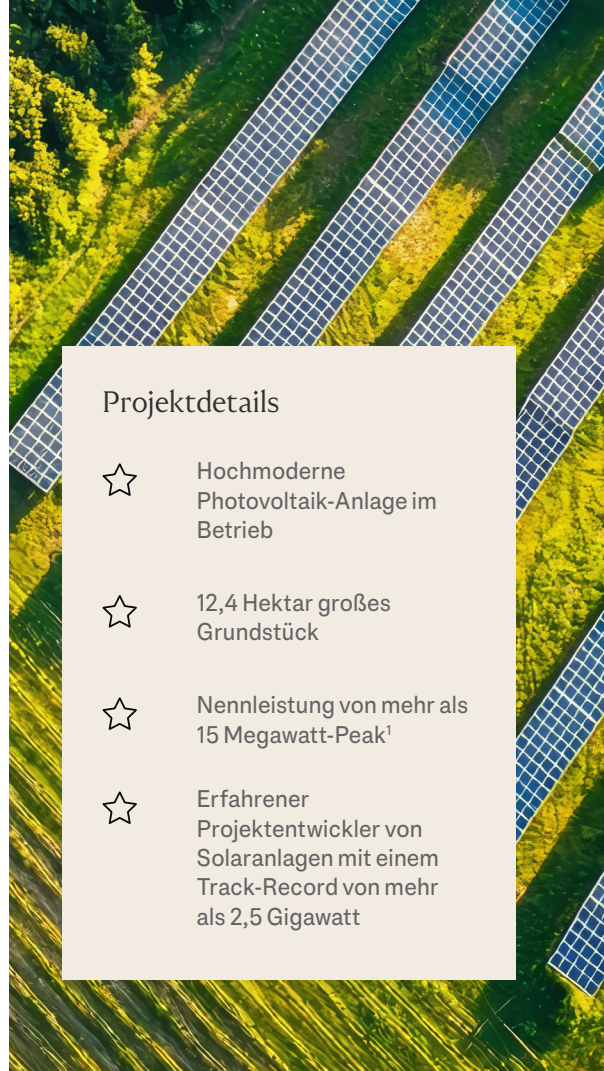 Projektdetails
Hochmoderne
Photovoltaik-Anlage im
Betrieb
12,4 Hektar großes
Grundstück
Nennleistung von mehr als
15 Megawatt-Peak¹
Erfahrener
Projektentwickler von
Solaranlagen mit einem
Track-Record von mehr
als 2,5 Gigawatt